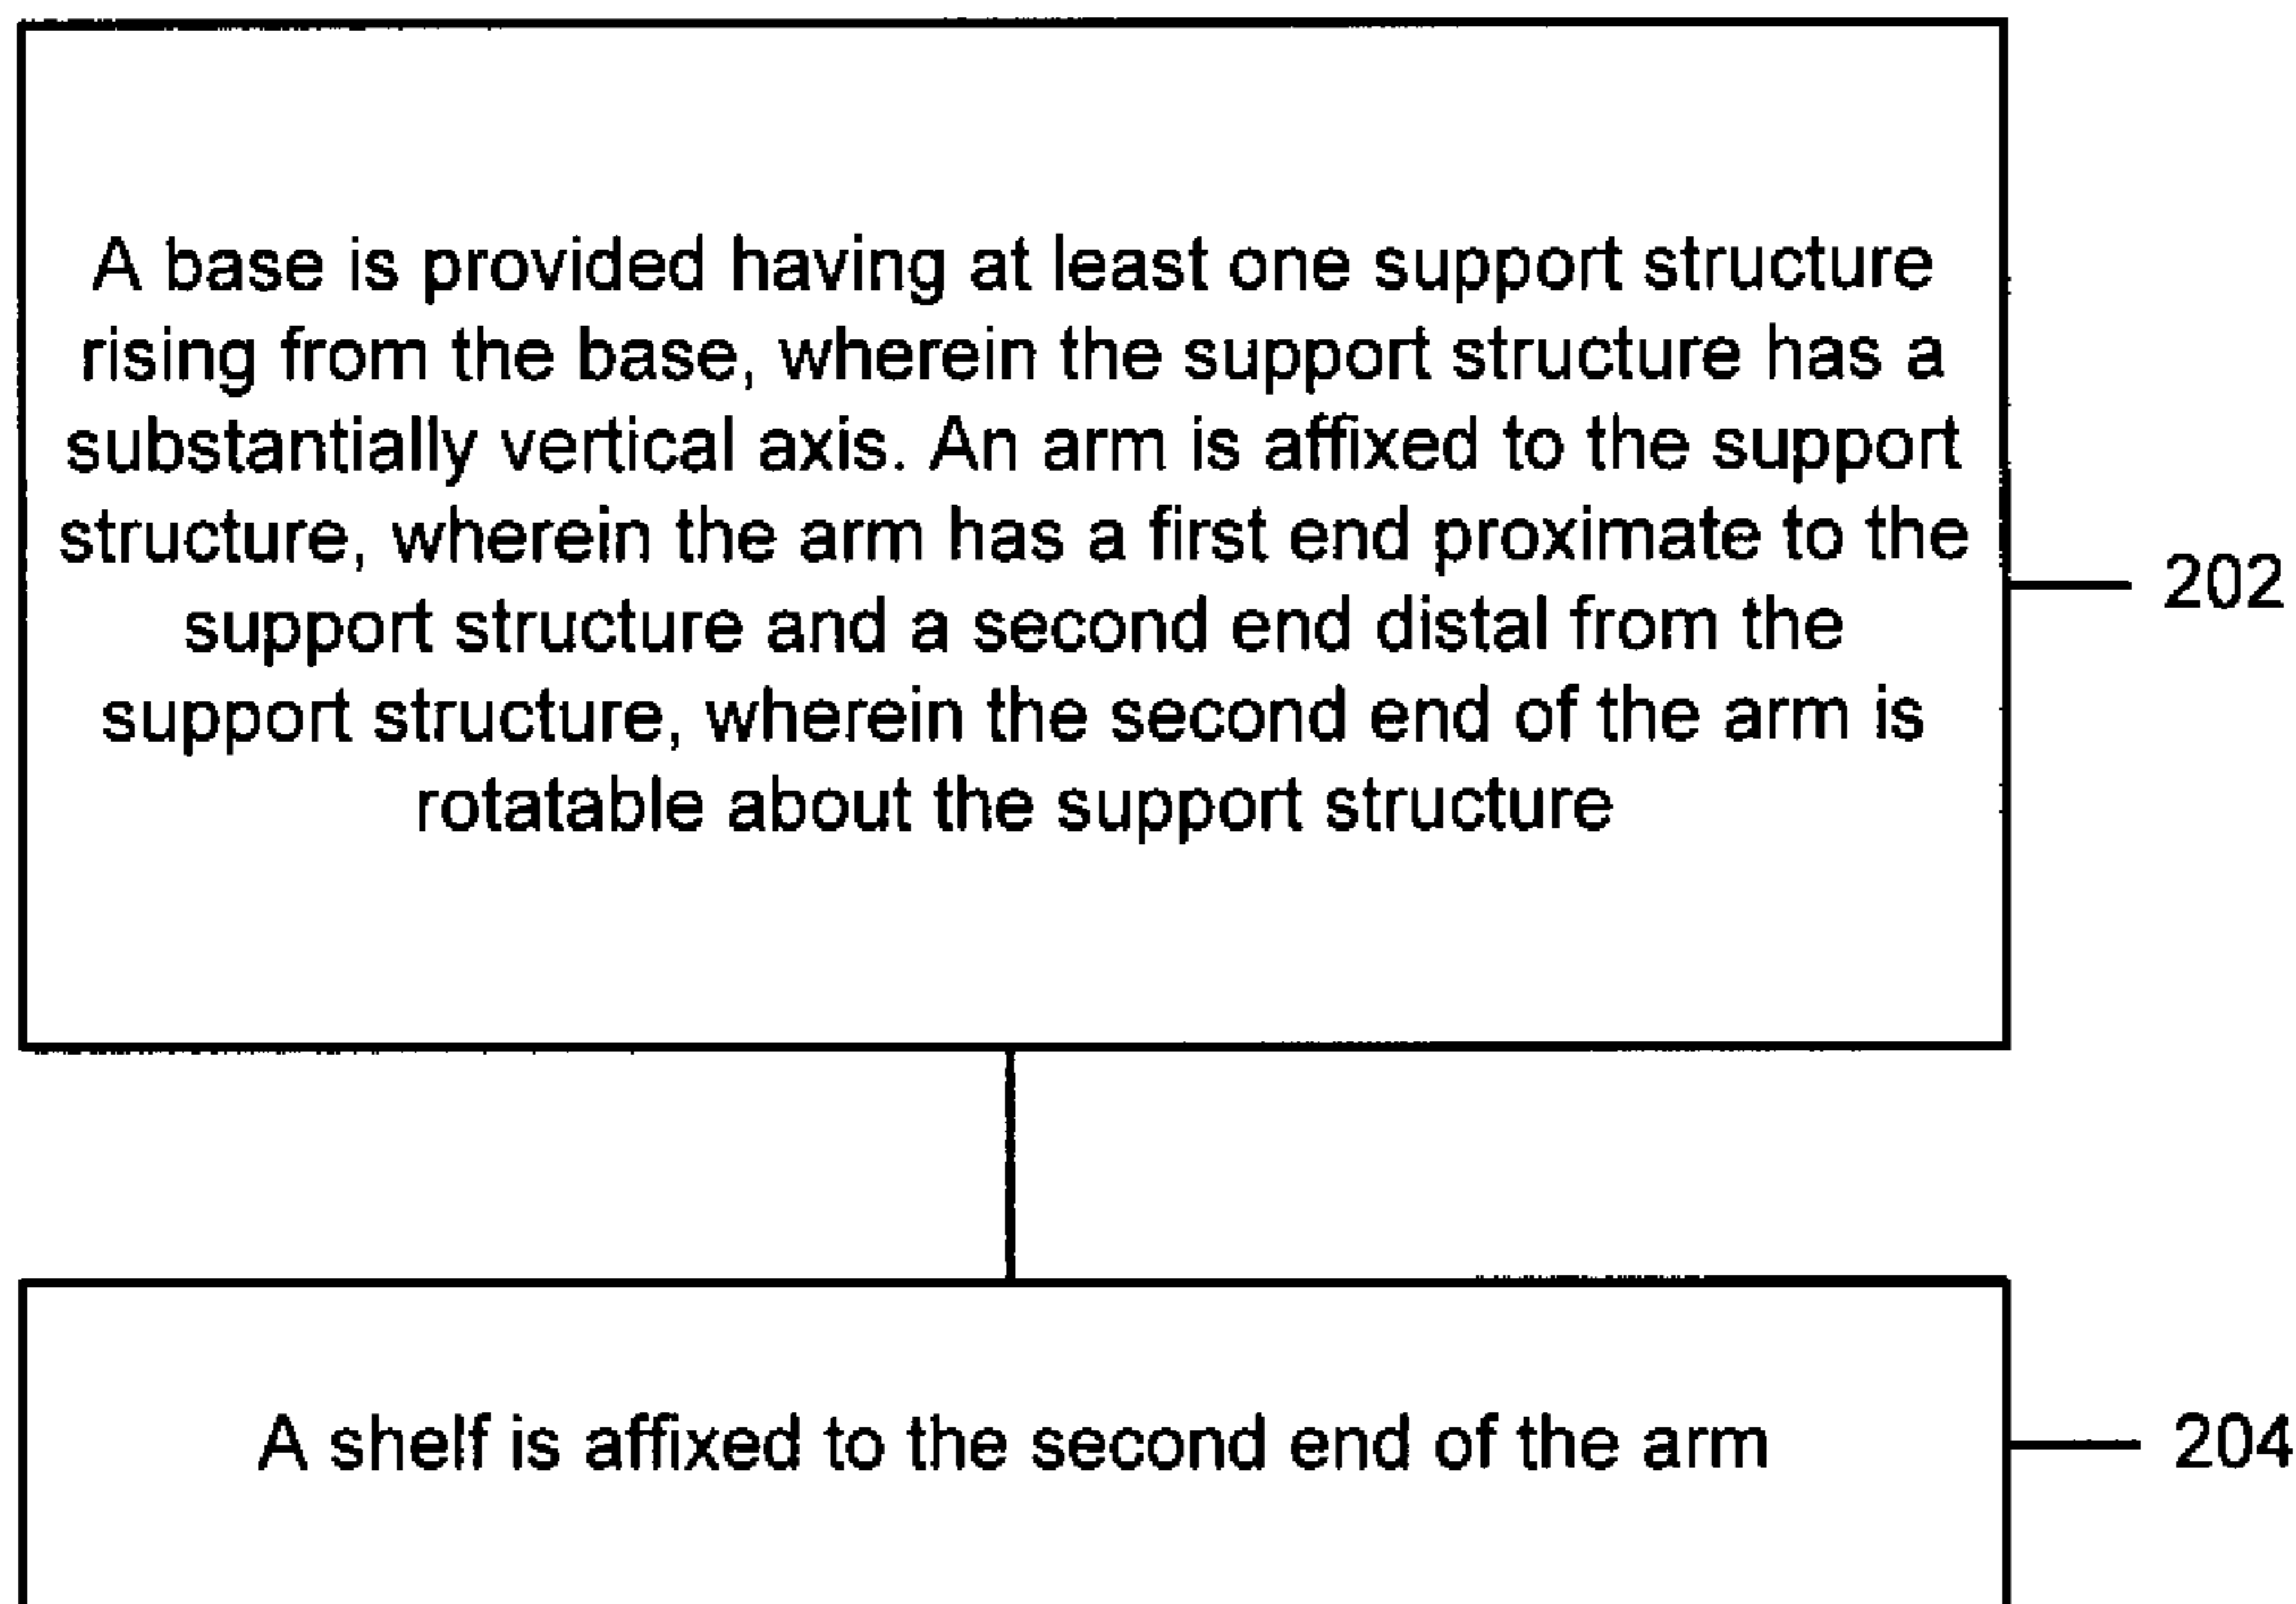 A base is provided having at least one support structure
rising from the base, wherein the support structure has a
substantially vertical axis. An arm is affixed to the support
structure, wherein the arm has a first end proximate to the
support structure and a second end distal from the
support structure, wherein the second end of the arm is
rotatable about the support structure
202
A shelf is affixed to the second end of the arm
204